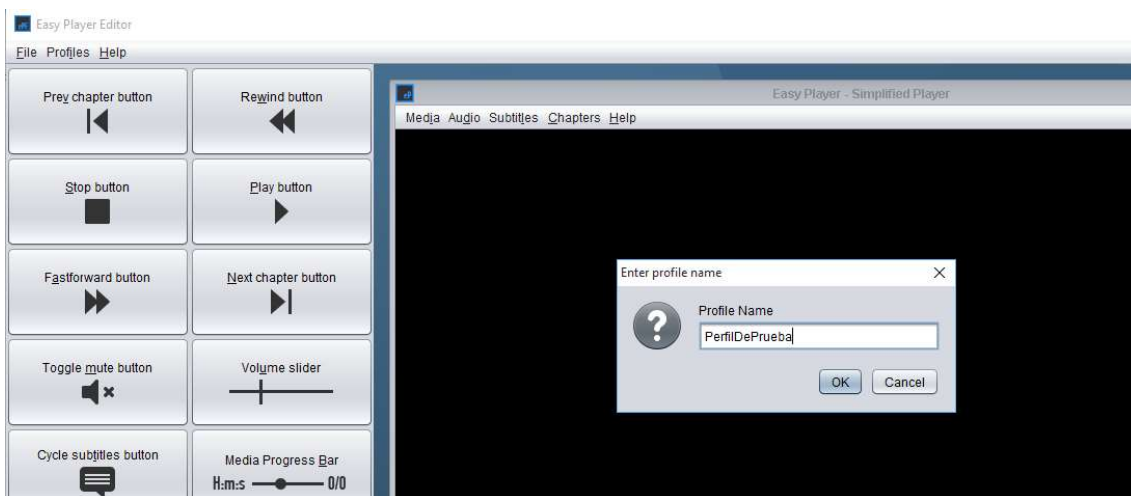 Easy Player Editor
File Profiles Help
Prev chapter button
Rewind button
Stop button
Play button
Fastforward button
Next chapter button
Toggle mute button
Volume slider
Cycle subtitles button
Media Progress Bar
H:m:s 0/0
eP
Easy Player - Simplified Player
Media Audio Subtitles Chapters Help
Enter profile name
Profile Name
PerfilDePrueba
OK Cancel